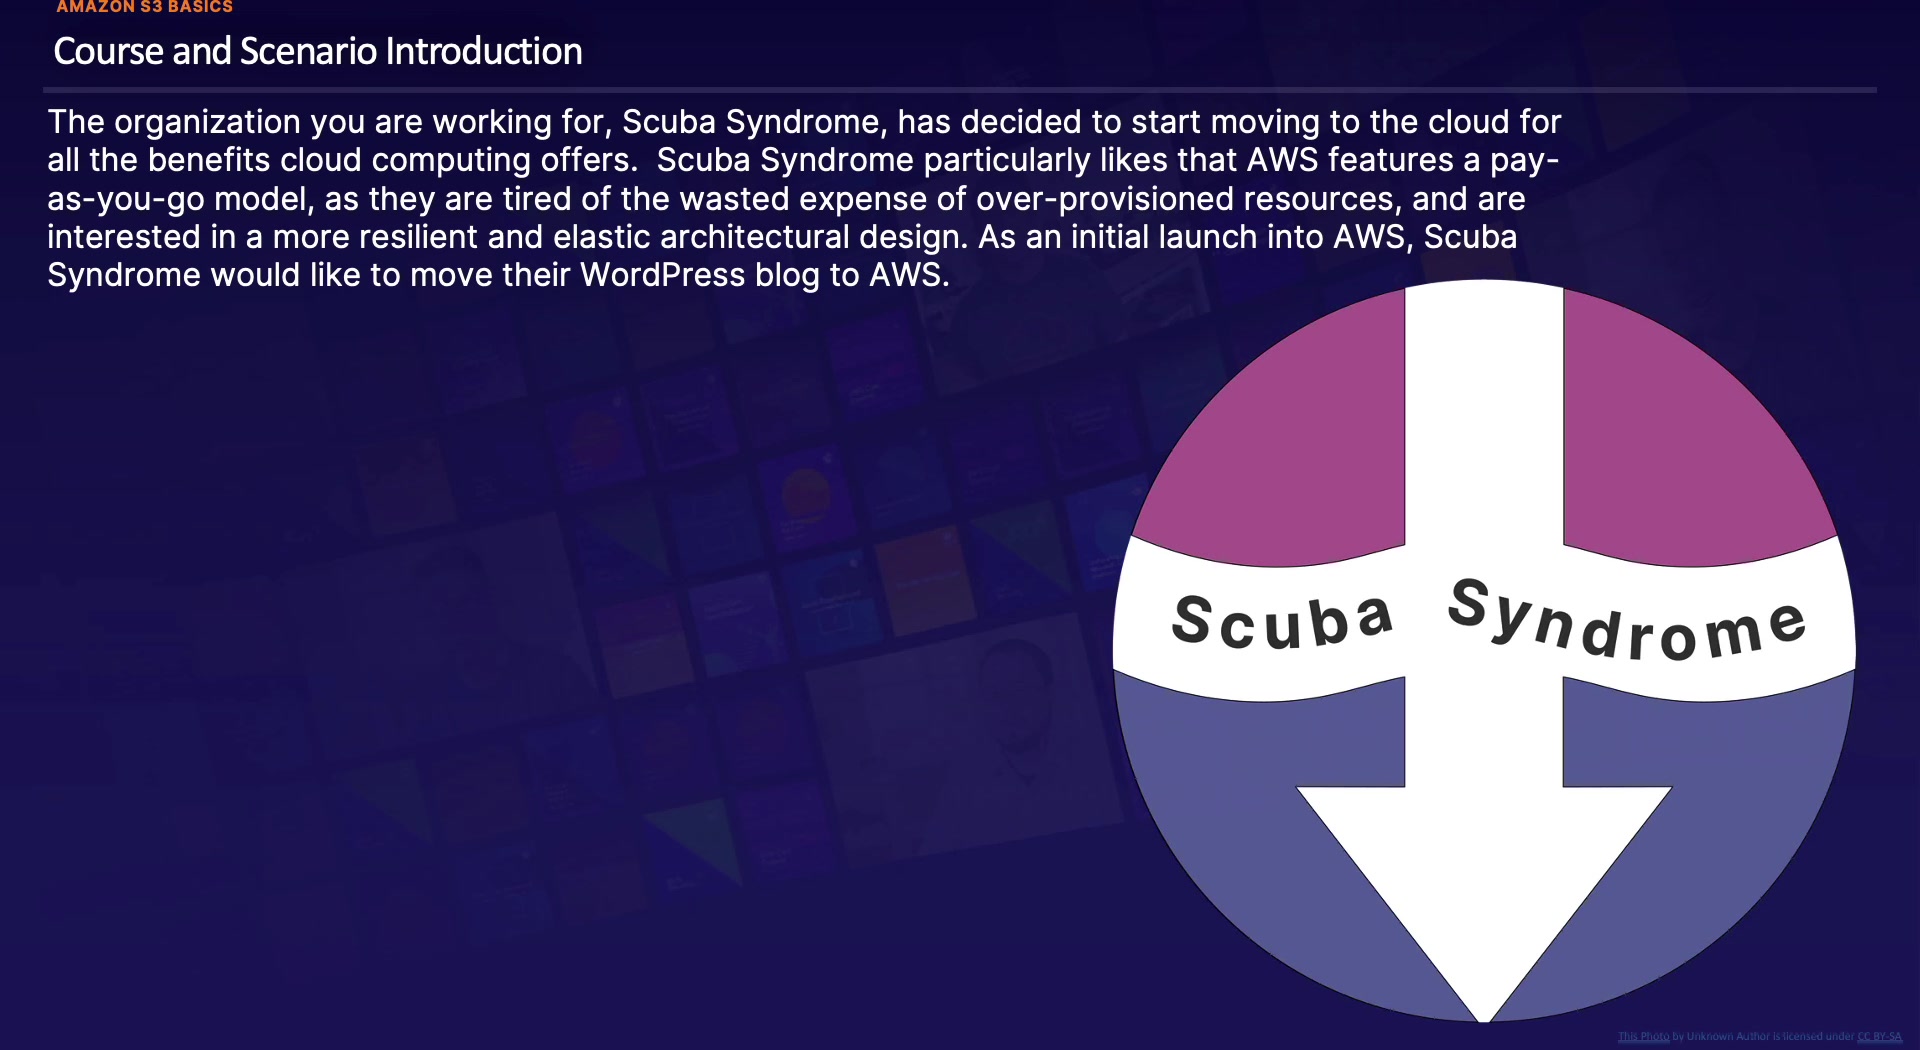 AMAZON S3 BASICS
Course and Scenario Introduction
The organization you are working for, Scuba Syndrome, has decided to start moving to the cloud for
all the benefits cloud computing offers.  Scuba Syndrome particularly likes that AWS features a pay-
as-you-go model, as they are tired of the wasted expense of over-provisioned resources, and are
interested in a more resilient and elastic architectural design. As an initial launch into AWS, Scuba
Syndrome would like to move their WordPress blog to AWS.
Scuba Syndrome
This Photo by Unknown Author is licensed under CC BY-SA